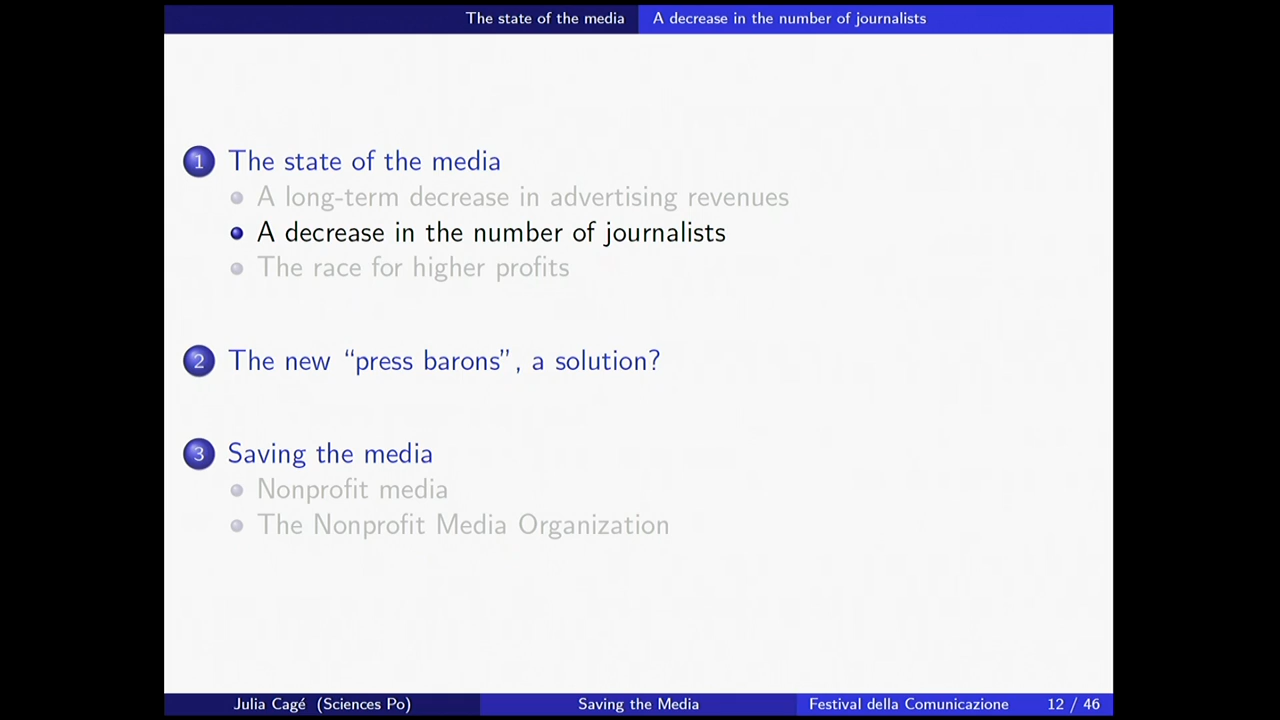 The state of the media A decrease in the number of journalists
1 The state of the media
A long-term decrease in advertising revenues
A decrease in the number of journalists
The race for higher profits
2 The new “press barons”, a solution?
3 Saving the media
Nonprofit media
The Nonprofit Media Organization
Julia Cagé (Sciences Po) Saving the Media Festival della Comunicazione 12 / 46